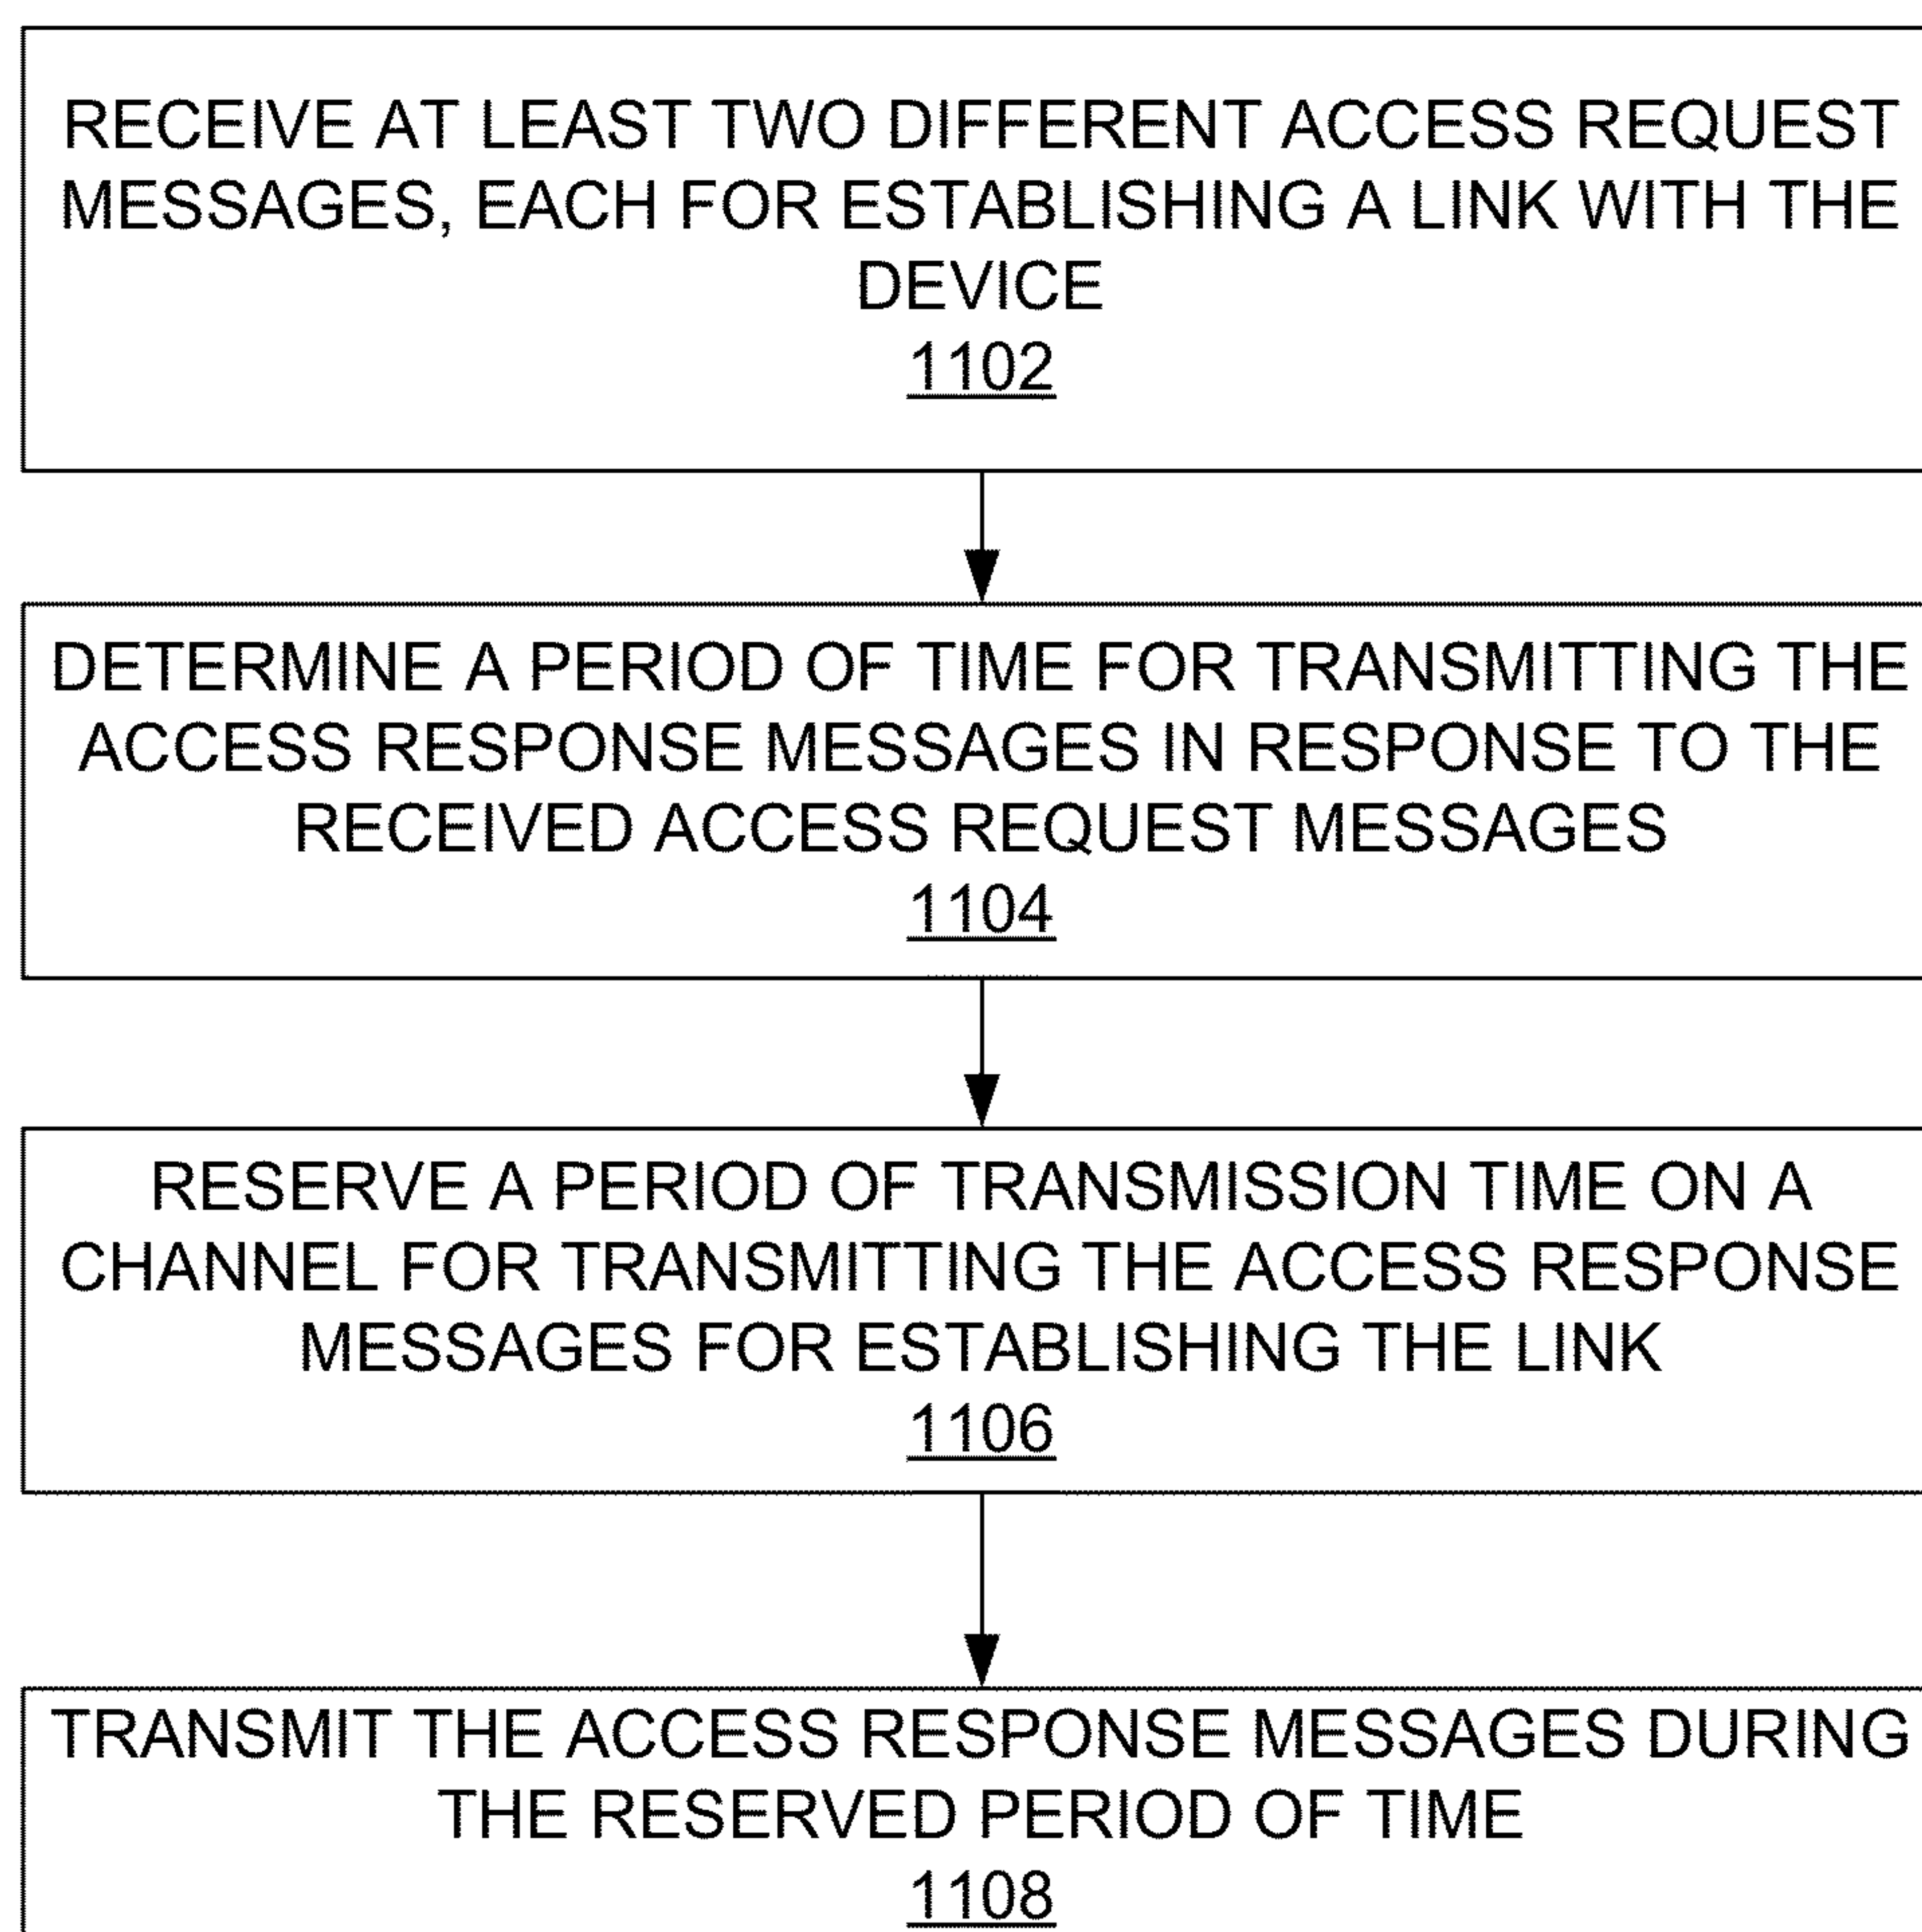 RECEIVE AT LEAST TWO DIFFERENT ACCESS REQUEST
MESSAGES, EACH FOR ESTABLISHING A LINK WITH THE
DEVICE
1102
DETERMINE A PERIOD OF TIME FOR TRANSMITTING THE
ACCESS RESPONSE MESSAGES IN RESPONSE TO THE
RECEIVED ACCESS REQUEST MESSAGES
1104
RESERVE A PERIOD OF TRANSMISSION TIME ON A
CHANNEL FOR TRANSMITTING THE ACCESS RESPONSE
MESSAGES FOR ESTABLISHING THE LINK
1106
TRANSMIT THE ACCESS RESPONSE MESSAGES DURING
THE RESERVED PERIOD OF TIME
1108